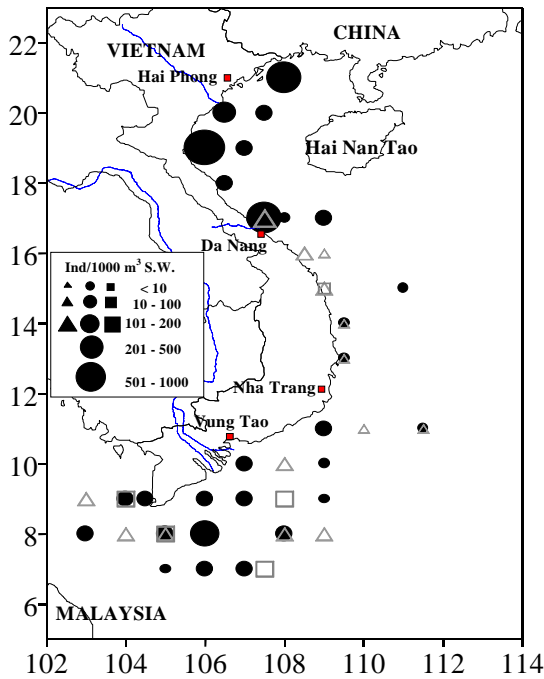 22
CHINA
VIETNAM
Hai Phong
20
Hai Nan Tao
18
Da Nang
16
Ind/1000 m³ S.W.
< 10
10 - 100
14
101 - 200
201 - 500
501 - 1000
12
Nha Trang
Vung Tao
10
8
6
MALAYSIA
102 104 106 108 110 112 114